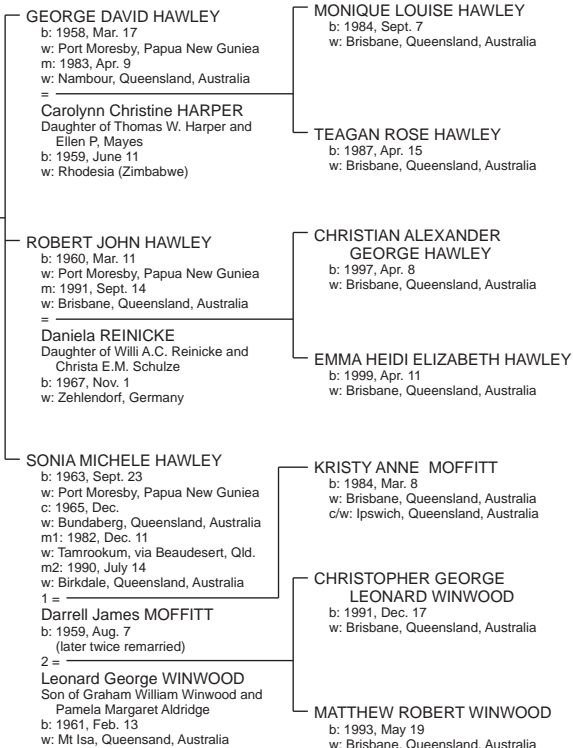 GEORGE DAVID HAWLEY
b: 1958, Mar. 17
w: Port Moresby, Papua New Guniea
m: 1983, Apr. 9
w: Nambour, Queensland, Australia
=
Carolynn Christine HARPER
Daughter of Thomas W. Harper and
Ellen P, Mayes
b: 1959, June 11
w: Rhodesia (Zimbabwe)
MONIQUE LOUISE HAWLEY
b: 1984, Sept. 7
w: Brisbane, Queensland, Australia
TEAGAN ROSE HAWLEY
b: 1987, Apr. 15
w: Brisbane, Queensland, Australia
ROBERT JOHN HAWLEY
b: 1960, Mar. 11
w: Port Moresby, Papua New Guniea
m: 1991, Sept. 14
w: Brisbane, Queensland, Australia
=
Daniela REINICKE
Daughter of Willi A.C. Reinicke and
Christa E.M. Schulze
b: 1967, Nov. 1
w: Zehlendorf, Germany
CHRISTIAN ALEXANDER
GEORGE HAWLEY
b: 1997, Apr. 8
w: Brisbane, Queensland, Australia
EMMA HEIDI ELIZABETH HAWLEY
b: 1999, Apr. 11
w: Brisbane, Queensland, Australia
SONIA MICHELE HAWLEY
b: 1963, Sept. 23
w: Port Moresby, Papua New Guniea
c: 1965, Dec.
w: Bundaberg, Queensland, Australia
m1: 1982, Dec. 11
w: Tamrookum, via Beaudesert, Qld.
m2: 1990, July 14
w: Birkdale, Queensland, Australia
1 =
Darrell James MOFFITT
b: 1959, Aug. 7
(later twice remarried)
2 =
Leonard George WINWOOD
Son of Graham William Winwood and
Pamela Margaret Aldridge
b: 1961, Feb. 13
w: Mt Isa, Queensand, Australia
KRISTY ANNE MOFFITT
b: 1984, Mar. 8
w: Brisbane, Queensland, Australia
c/w: Ipswich, Queensland, Australia
CHRISTOPHER GEORGE
LEONARD WINWOOD
b: 1991, Dec. 17
w: Brisbane, Queensland, Australia
MATTHEW ROBERT WINWOOD
b: 1993, May 19
w: Brisbane, Queensland, Australia